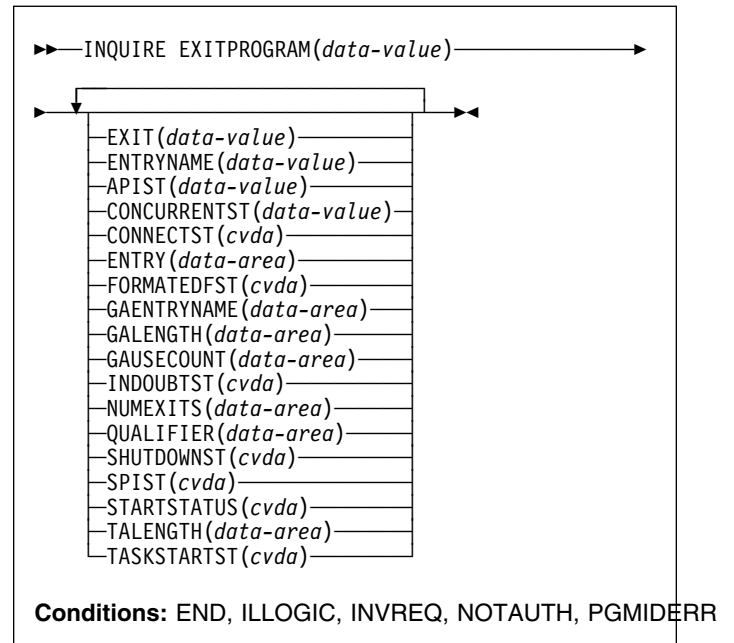 INQUIRE EXITPROGRAM(data-value)
EXIT(data-value)
ENTRYNAME(data-value)
APIST(data-value)
CONCURRENTST(data-value)
CONNECTST(cvda)
ENTRY(data-area)
FORMATEDFST(cvda)
GAENTRYNAME(data-area)
GALENGTH(data-area)
GAUSECOUNT(data-area)
INDOUBTST(cvda)
NUMEXITS(data-area)
QUALIFIER(data-area)
SHUTDOWNST(cvda)
SPIST(cvda)
STARTSTATUS(cvda)
TALENGTH(data-area)
TASKSTARTST(cvda)
Conditions: END, ILLOGIC, INVREQ, NOTAUTH, PGMIDERR